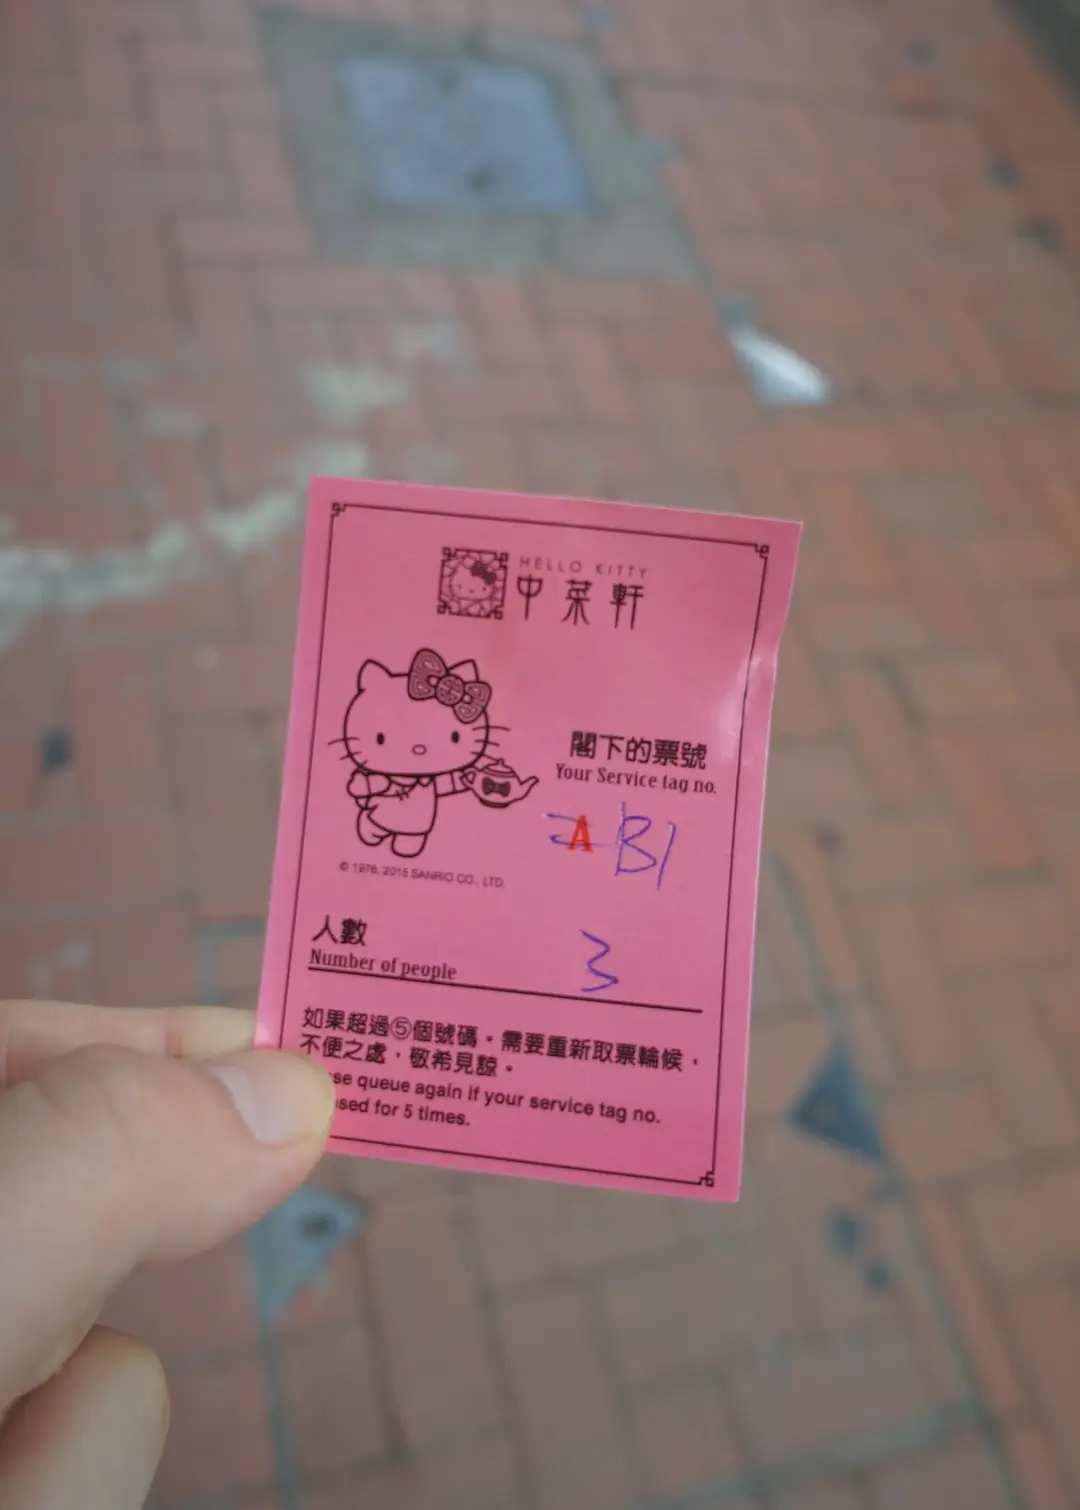 HELLO KITTY
中菜軒
閣下的票號
Your Service tag no.
A B1
© 1976, 2015 SANRIO CO., LTD.
人數
Number of people
3
如果超過⑤個號碼。需要重新取票輪候，
不便之處，敬希見諒。
queue again if your service tag no.
for 5 times.